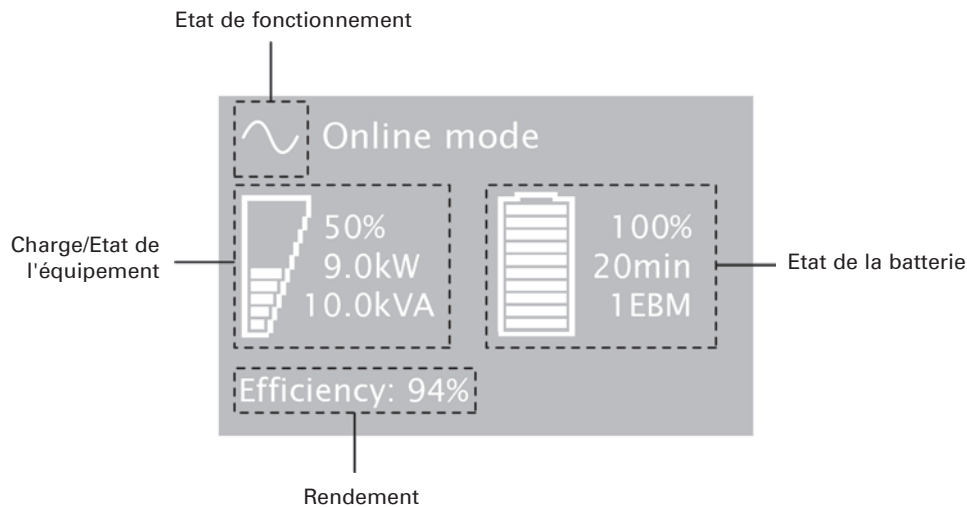 Etat de fonctionnement
Online mode
Charge/Etat de
l'équipement
50%
9.0kW
10.0kVA
100%
20min
1EBM
Etat de la batterie
Efficiency: 94%
Rendement